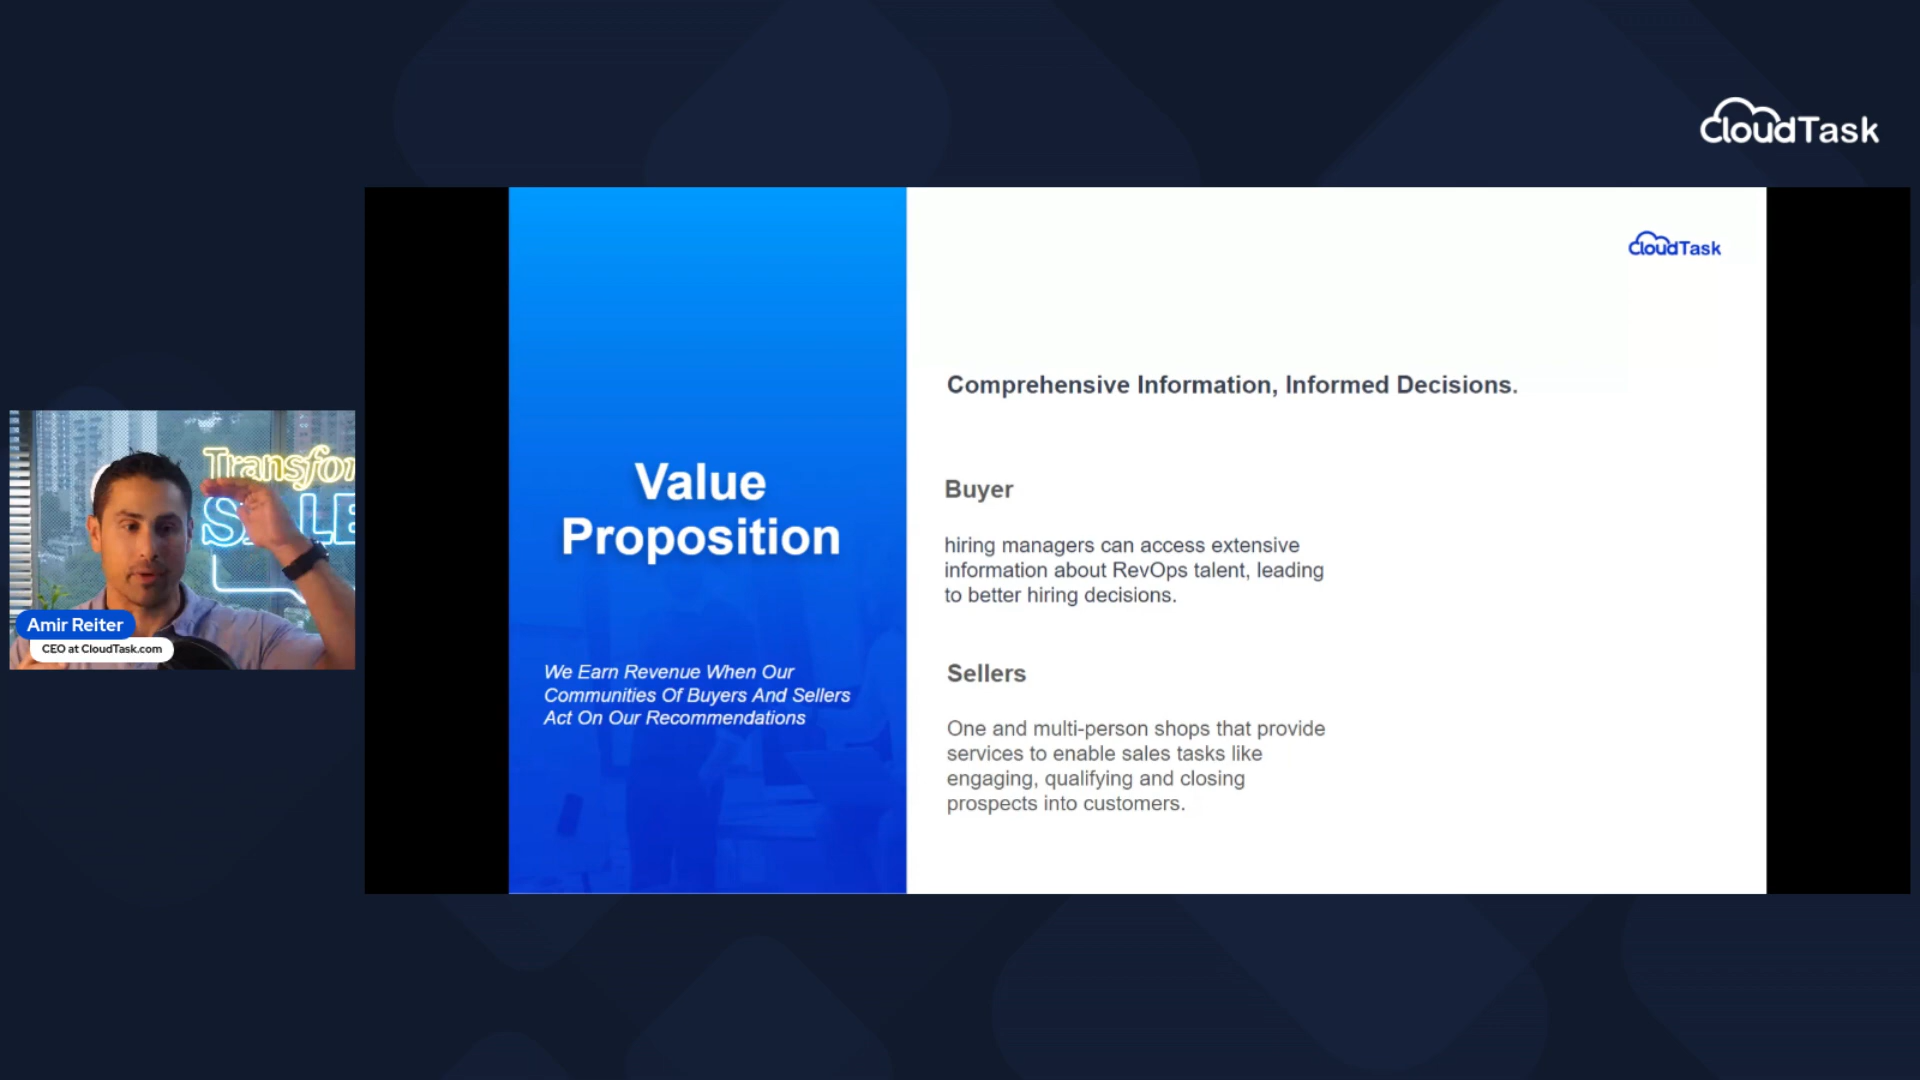 CloudTask
CloudTask
Comprehensive Information, Informed Decisions.
Value
Proposition
We Earn Revenue When Our
Communities Of Buyers And Sellers
Act On Our Recommendations
Buyer
hiring managers can access extensive
information about RevOps talent, leading
to better hiring decisions.
Sellers
One and multi-person shops that provide
services to enable sales tasks like
engaging, qualifying and closing
prospects into customers.
Transfor
Amir Reiter
CEO at CloudTask.com